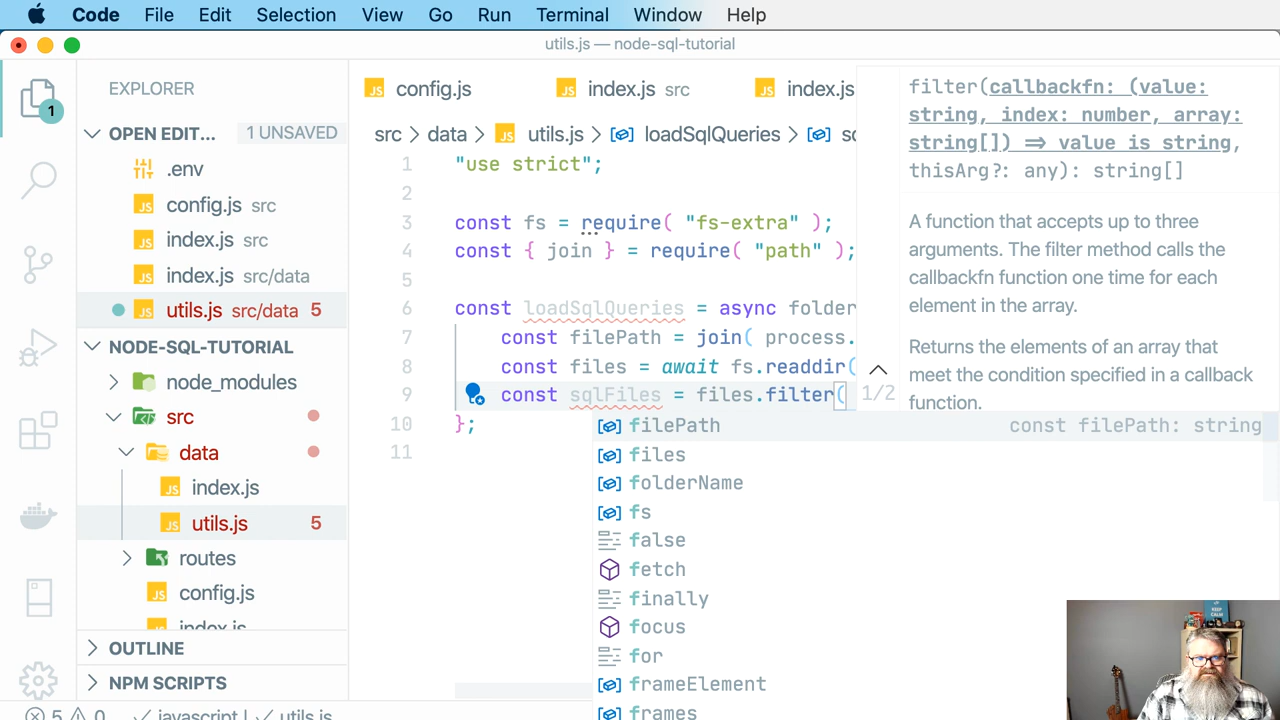 Code File Edit Selection View Go Run Terminal Window Help
utils.js — node-sql-tutorial
EXPLORER
1
OPEN EDIT... 1 UNSAVED
.env
config.js src
index.js src
index.js src/data
utils.js src/data 5
NODE-SQL-TUTORIAL
node_modules
src
data
index.js
utils.js 5
routes
config.js
index.js
OUTLINE
NPM SCRIPTS
5 0 javascript | utils.js
config.js index.js src index.js
src > data > utils.js > loadSqlQueries >
1 "use strict";
2
3 const fs = require( "fs-extra" );
4 const { join } = require( "path" );
5
6 const loadSqlQueries = async folder
7 const filePath = join( process.
8 const files = await fs.readdir(
9 const sqlFiles = files.filter(
10 };
11
filter(callbackfn: (value:
string, index: number, array:
string[]) => value is string,
thisArg?: any): string[]
A function that accepts up to three
arguments. The filter method calls the
callbackfn function one time for each
element in the array.
1/2
Returns the elements of an array that
meet the condition specified in a callback
function.
filePath const filePath: string
files
folderName
fs
false
fetch
finally
focus
for
frameElement
frames
KEEP
CALM